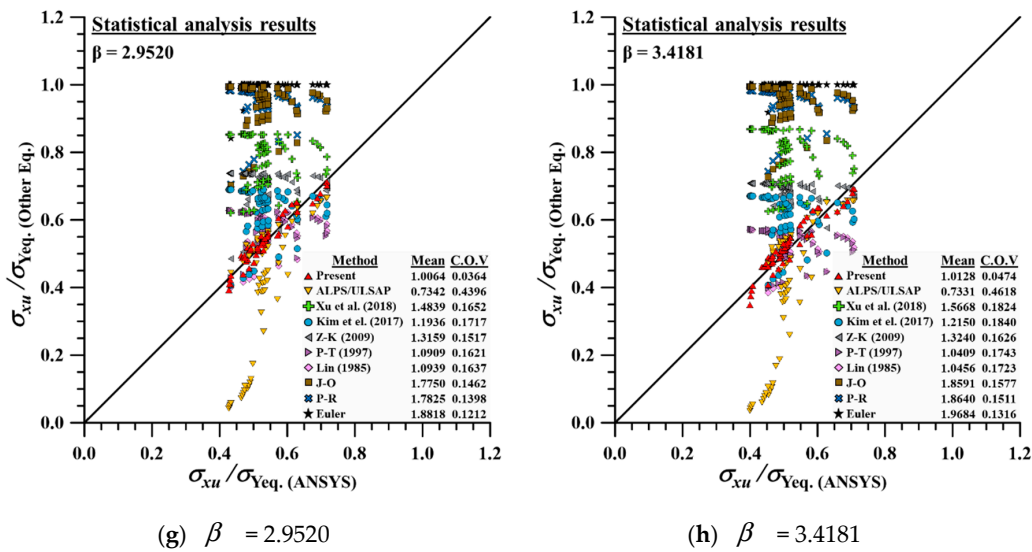 Statistical analysis results
β = 2.9520
1.2
1.0
0.8
0.6
0.4
0.2
0.0
σxu/σYeq. (Other Eq.)
Method Mean C.O.V
Present 1.0064 0.0364
ALPS/ULSAP 0.7342 0.4396
Xu et al. (2018) 1.4839 0.1652
Kim et el. (2017) 1.1936 0.1717
Z-K (2009) 1.3159 0.1517
P-T (1997) 1.0909 0.1621
Lin (1985) 1.0939 0.1637
J-O 1.7750 0.1462
P-R 1.7825 0.1398
Euler 1.8818 0.1212
0.0 0.2 0.4 0.6 0.8 1.0 1.2
σxu/σYeq. (ANSYS)
(g) β = 2.9520
Statistical analysis results
β = 3.4181
1.2
1.0
0.8
0.6
0.4
0.2
0.0
σxu/σYeq. (Other Eq.)
Method Mean C.O.V
Present 1.0128 0.0474
ALPS/ULSAP 0.7331 0.4618
Xu et al. (2018) 1.5668 0.1824
Kim et el. (2017) 1.2150 0.1840
Z-K (2009) 1.3240 0.1626
P-T (1997) 1.0409 0.1743
Lin (1985) 1.0456 0.1723
J-O 1.8591 0.1577
P-R 1.8640 0.1511
Euler 1.9684 0.1316
0.0 0.2 0.4 0.6 0.8 1.0 1.2
σxu/σYeq. (ANSYS)
(h) β = 3.4181